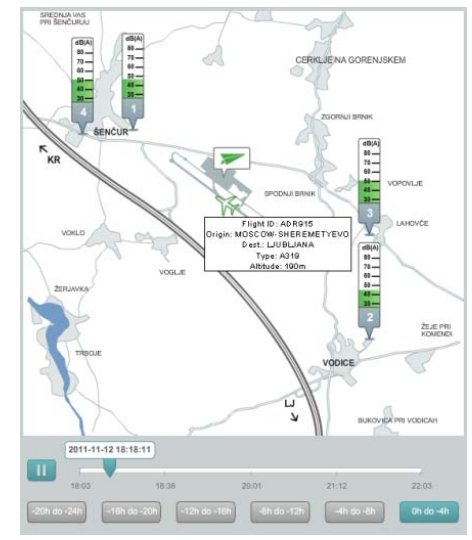 SREDNJA VAS
PRI ŠENČURJU
dB(A)
80
70
60
50
40
30
4
dB(A)
80
70
60
50
40
30
1
CERKLJE NA GORENJSKEM
ŠENČUR
KR
ZGORNJI BRNIK
dB(A)
80
70
60
50
40
30
3
SPODNJI BRNIK
VOPOVLJE
LAHOVČE
VOKLO
VOGLJE
Flight ID: ADR915
Origin: MOSCOW-SHEREMETYEVO
Dest.: LJUBLJANA
Type: A319
Altitude: 190m
dB(A)
80
70
60
50
40
30
2
ŽERJAVKA
TRBOJE
ŽEJE PRI
KOMENDI
VODICE
LJ
BUKOVICA PRI VODICAH
2011-11-12 18:18:11
18:03
18:38
20:01
21:12
22:03
-20h do -24h
-16h do -20h
-12h do -16h
-8h do -12h
-4h do -8h
0h do -4h